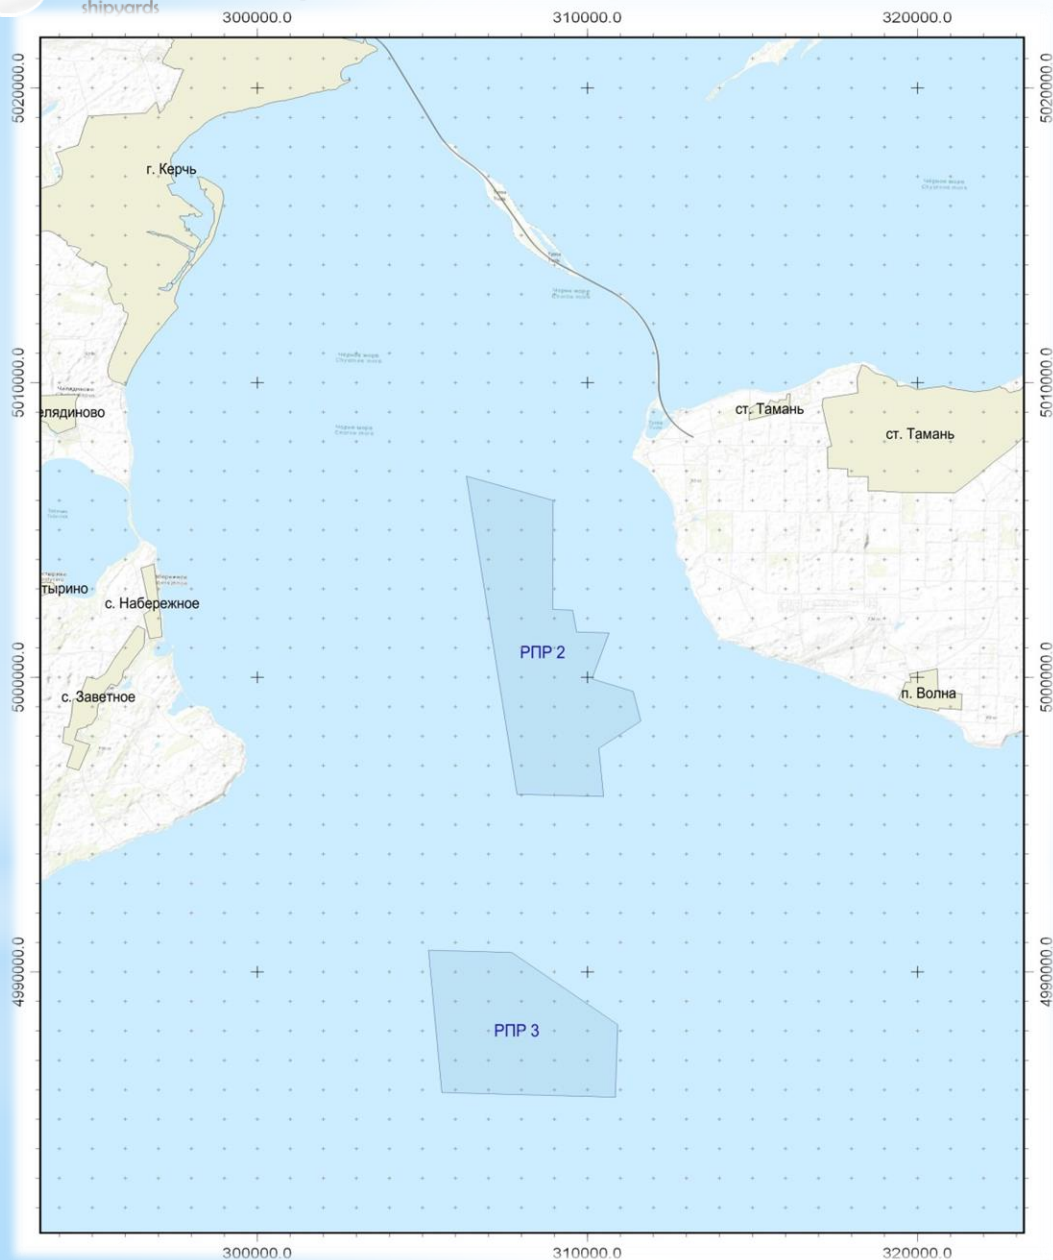 shipyards
300000.0
310000.0
320000.0
5020000.0
5020000.0
г. Керчь
5010000.0
5010000.0
елядиново
ст. Тамань
ст. Тамань
тырино
с. Набережное
РПР 2
5000000.0
5000000.0
с. Заветное
п. Волна
4990000.0
4990000.0
РПР 3
300000.0
310000.0
320000.0